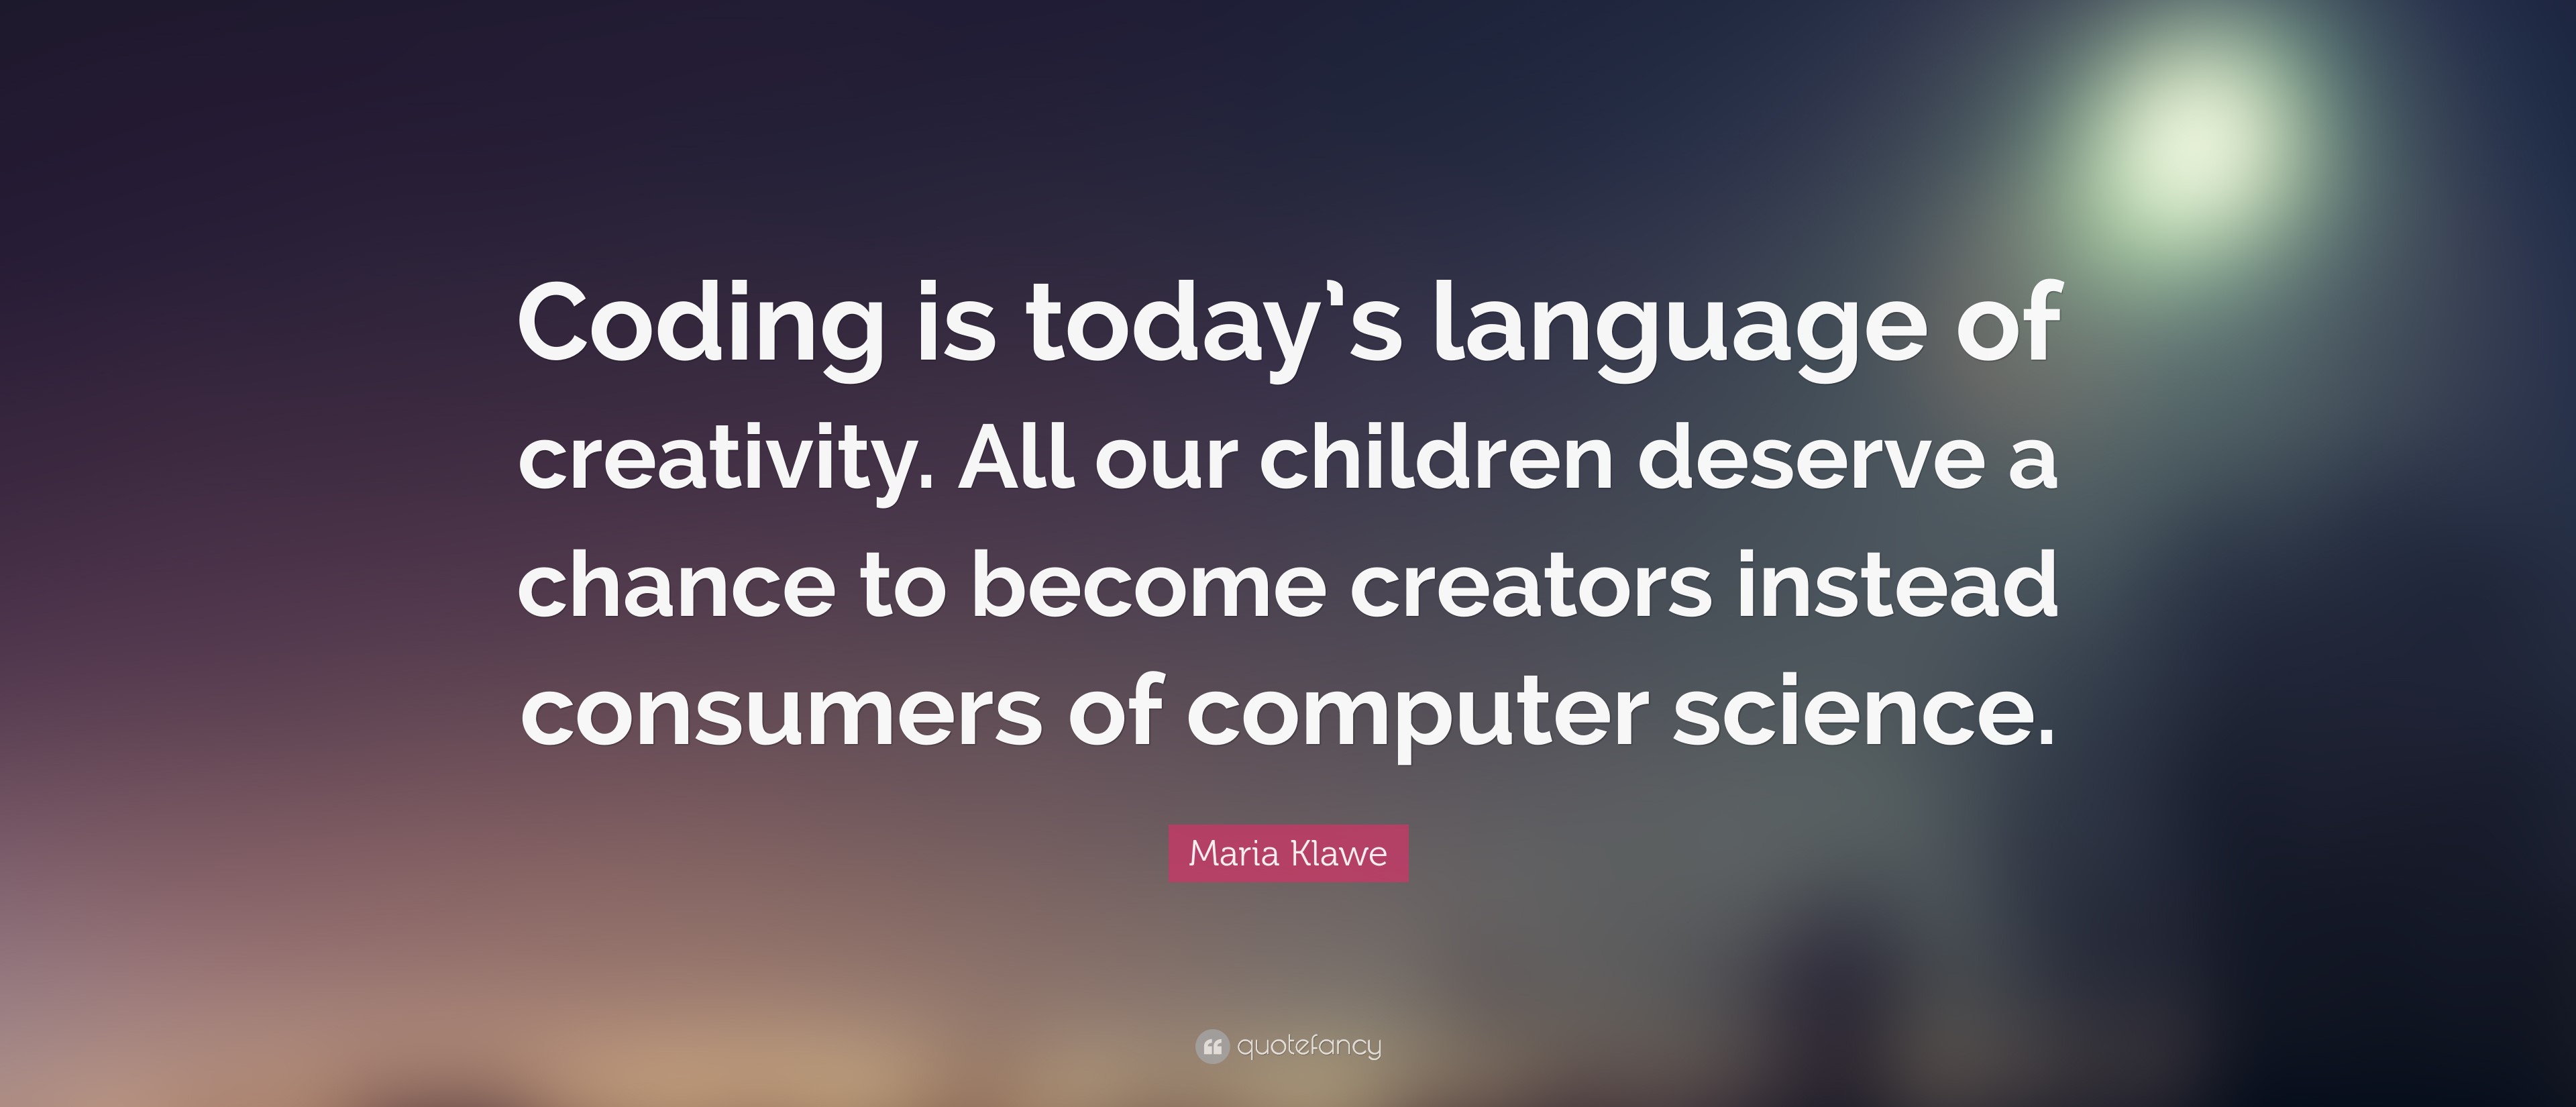 Coding is today’s language of
creativity. All our children deserve a
chance to become creators instead
consumers of computer science.
Maria Klawe
quotefancy